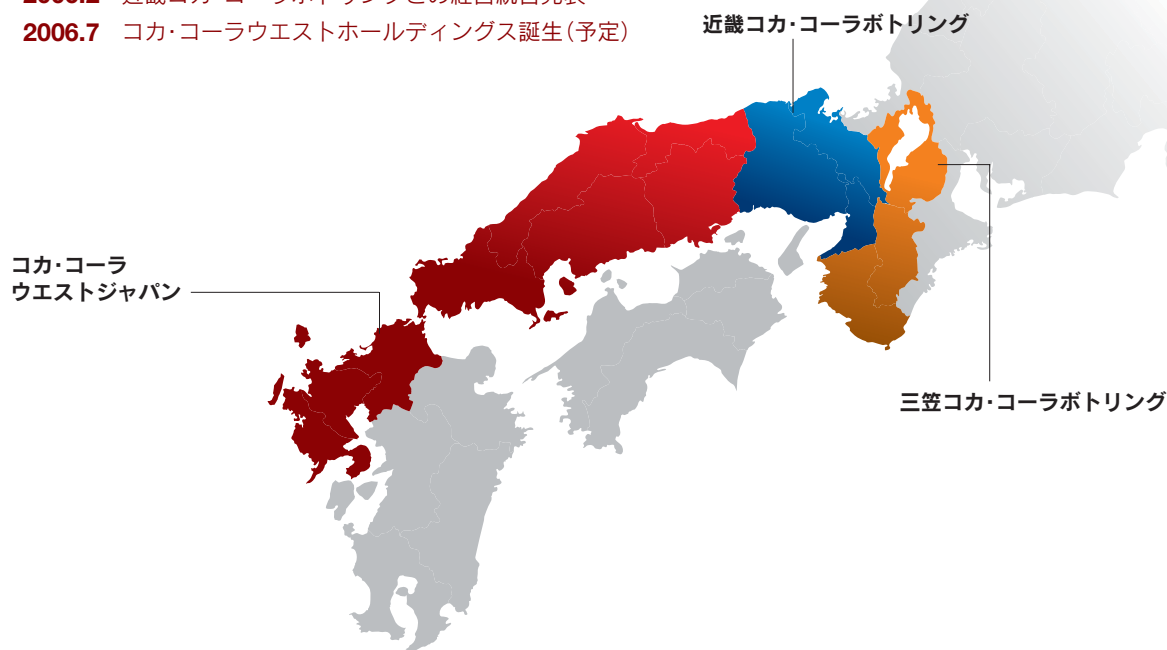 2006.7 コカ・コーラウエストホールディングス誕生(予定)
近畿コカ・コーラボトリング
コカ・コーラ
ウエストジャパン
三笠コカ・コーラボトリング